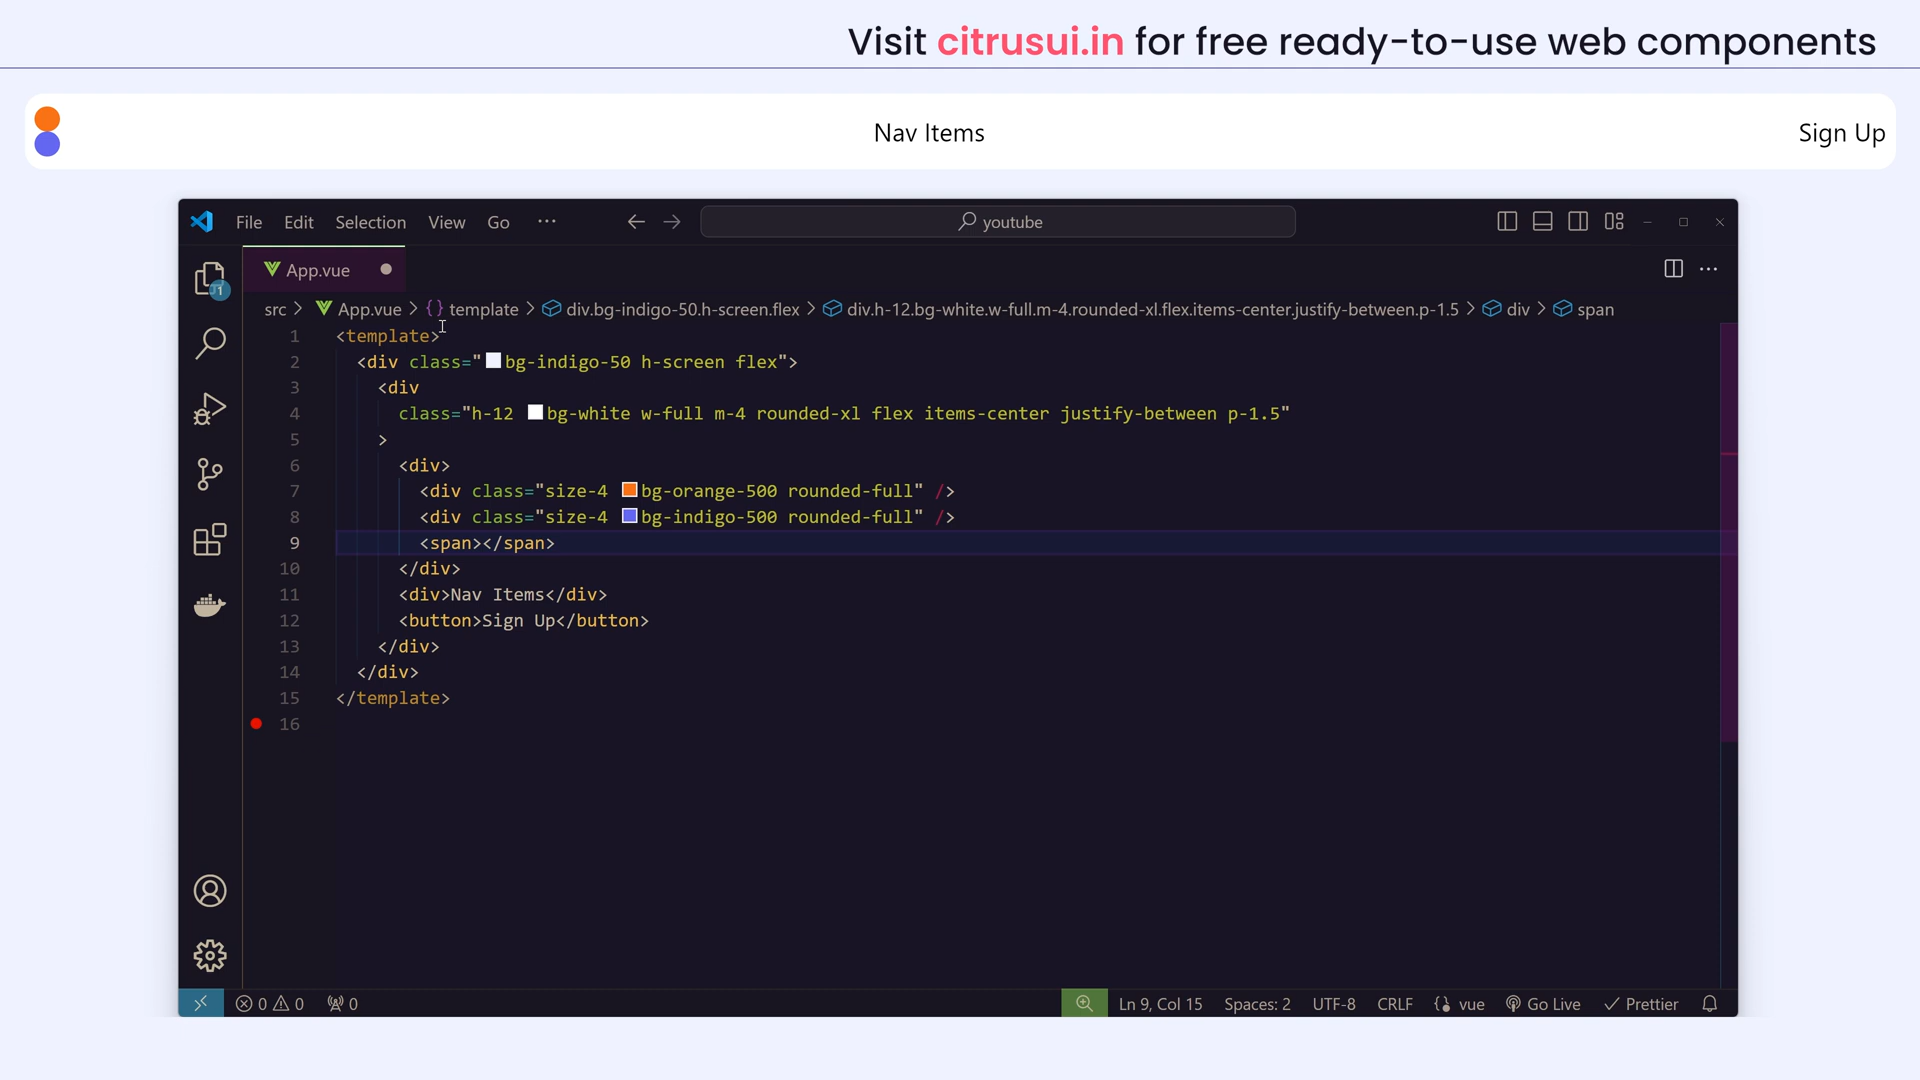 Visit citrusui.in for free ready-to-use web components
Nav Items
Sign Up
File Edit Selection View Go ··· youtube
1
App.vue
src > App.vue > {} template > div.bg-indigo-50.h-screen.flex > div.h-12.bg-white.w-full.m-4.rounded-xl.flex.items-center.justify-between.p-1.5 > div > span
1 <template>
2 <div class="bg-indigo-50 h-screen flex">
3 <div
4 class="h-12 bg-white w-full m-4 rounded-xl flex items-center justify-between p-1.5"
5 >
6 <div>
7 <div class="size-4 bg-orange-500 rounded-full" />
8 <div class="size-4 bg-indigo-500 rounded-full" />
9 <span></span>
10 </div>
11 <div>Nav Items</div>
12 <button>Sign Up</button>
13 </div>
14 </div>
15 </template>
16
0 0 0 Ln 9, Col 15 Spaces: 2 UTF-8 CRLF {} vue Go Live Prettier